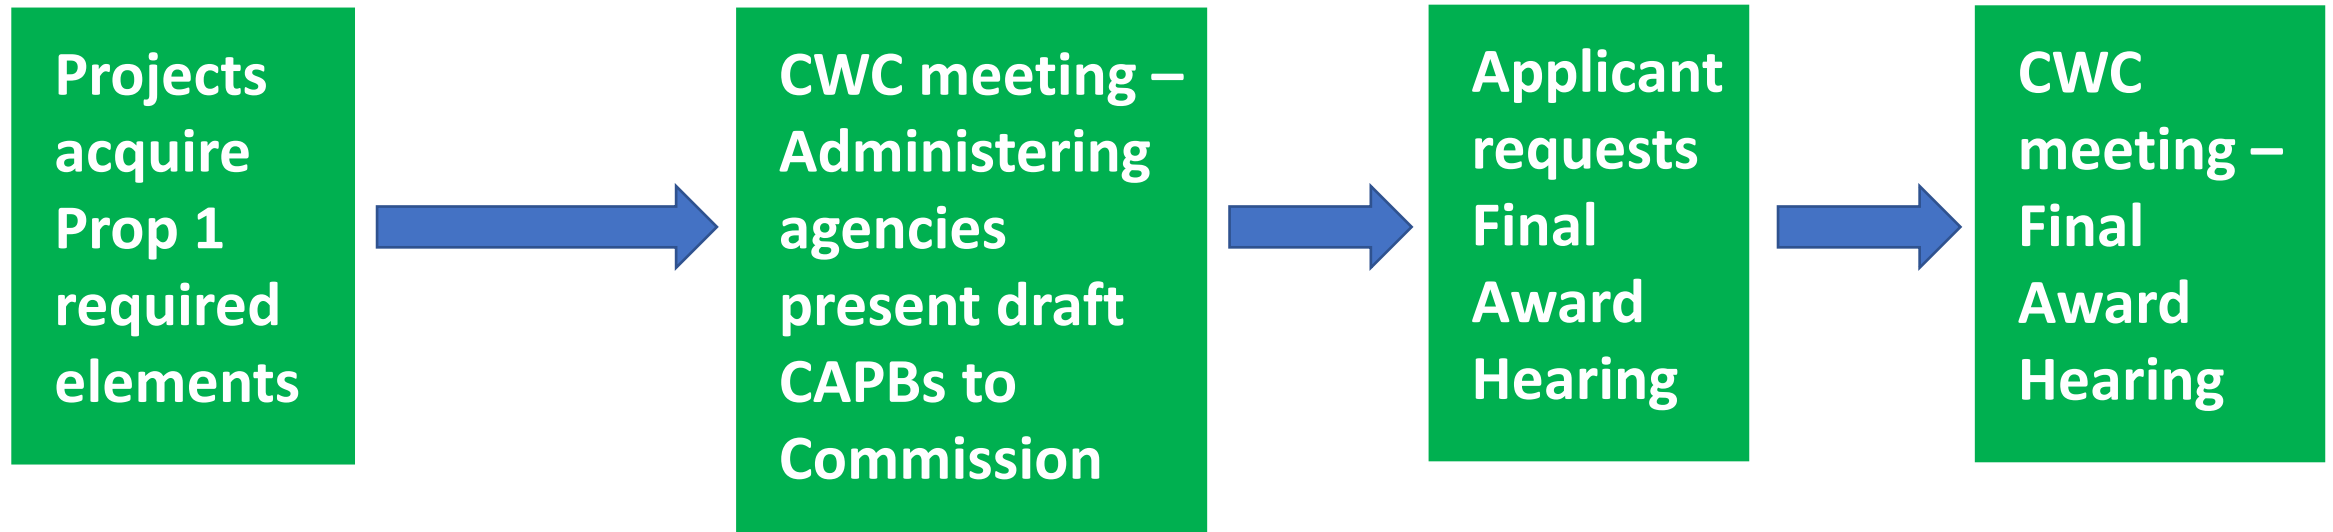 Projects
acquire
Prop 1
required
elements
CWC meeting –
Administering
agencies
present draft
CAPBs to
Commission
Applicant
requests
Final
Award
Hearing
CWC
meeting –
Final
Award
Hearing